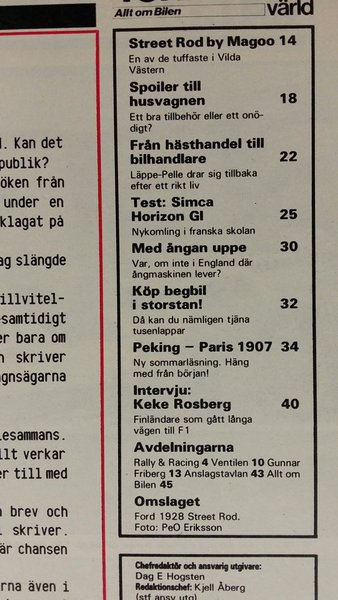 Allt om Bilen
värld
Street Rod by Magoo 14
En av de tuffaste i Vilda
Västern
Spoiler till
husvagnen 18
Ett bra tillbehör eller ett onö-
digt?
Från hästhandel till
bilhandlare 22
Läppe-Pelle drar sig tillbaka
efter ett rikt liv
Test: Simca
Horizon Gl 25
Nykomling i franska skolan
Med ångan uppe 30
Var, om inte i England där
ångmaskinen lever?
Köp begbil
i storstan! 32
Då kan du nämligen tjäna
tusenlappar
Peking – Paris 1907 34
Ny sommarläsning. Häng
med från början!
Intervju:
Keke Rosberg 40
Finländare som gått långa
vägen till F1
Avdelningarna
Rally & Racing 4 Ventilen 10 Gunnar
Friberg 13 Anslagstavlan 43 Allt om
Bilen 45
Omslaget
Ford 1928 Street Rod.
Foto: PeO Eriksson
Chefredaktör och ansvarig utgivare:
Dag E Hogsten
Redaktionschef: Kjell Åberg
(stf ansv utg)
. Kan det
publik?
öken från
under en
klagat på
ag slängde
illvitel-
esamtidigt
er bara om
n skriver
agnsägarna
esammans.
llt verkar
er till med
n brev och
skriver.
är chansen
rna även i